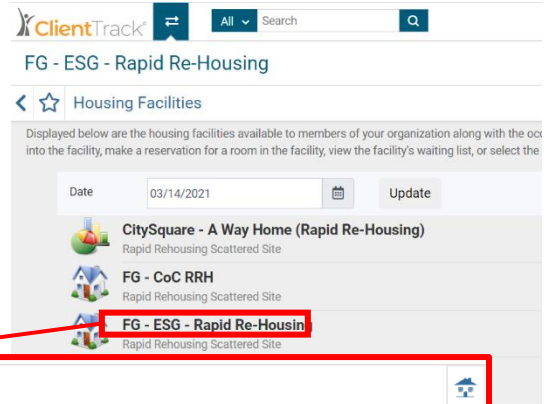 ClientTrack All Search
FG - ESG - Rapid Re-Housing
Housing Facilities
Displayed below are the housing facilities available to members of your organization along with the
into the facility, make a reservation for a room in the facility, view the facility's waiting list, or select the
Date 03/14/2021 Update
CitySquare - A Way Home (Rapid Re-Housing)
Rapid Rehousing Scattered Site
FG - CoC RRH
Rapid Rehousing Scattered Site
FG - ESG - Rapid Re-Housing
Rapid Rehousing Scattered Site